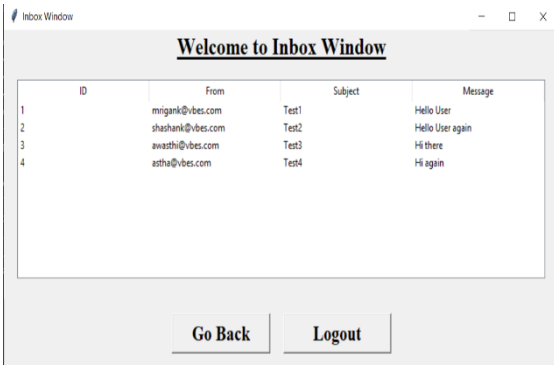 Inbox Window
Welcome to Inbox Window
ID From Subject Message
1 mrigank@vbes.com Test1 Hello User
2 shashank@vbes.com Test2 Hello User again
3 awasthi@vbes.com Test3 Hi there
4 astha@vbes.com Test4 Hi again
Go Back Logout